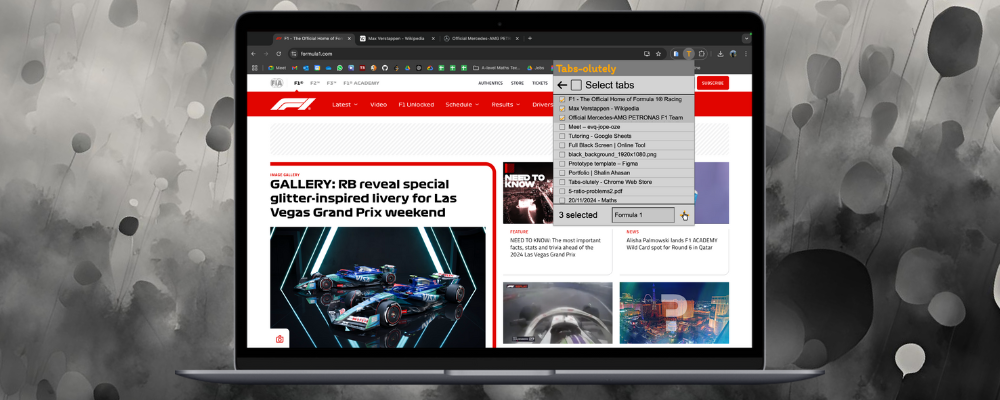 F1 - The Official Home of For
Max Verstappen - Wikipedia
Official Mercedes-AMG PETR
formula1.com
Meet
Jobs
Tabs-olutely
Select tabs
F1 - The Official Home of Formula 1® Racing
Max Verstappen - Wikipedia
Official Mercedes-AMG PETRONAS F1 Team
Meet – evq-jope-oze
Tutoring - Google Sheets
Full Black Screen | Online Tool
black_background_1920x1080.png
Prototype template – Figma
Portfolio | Shalin Ahasan
Tabs-olutely - Chrome Web Store
5-ratio-problems2.pdf
20/11/2024 - Maths
3 selected
Formula 1
FIA
F1® F2® F3® F1® ACADEMY
AUTHENTICS STORE TICKETS
SUBSCRIBE
Latest Video F1 Unlocked Schedule Results Drivers
IMAGE GALLERY
GALLERY: RB reveal special
glitter-inspired livery for Las
Vegas Grand Prix weekend
NEED TO
KNOW
FEATURE
NEED TO KNOW: The most important
facts, stats and trivia ahead of the
2024 Las Vegas Grand Prix
NEWS
Alisha Palmowski lands F1 ACADEMY
Wild Card spot for Round 6 in Qatar
?